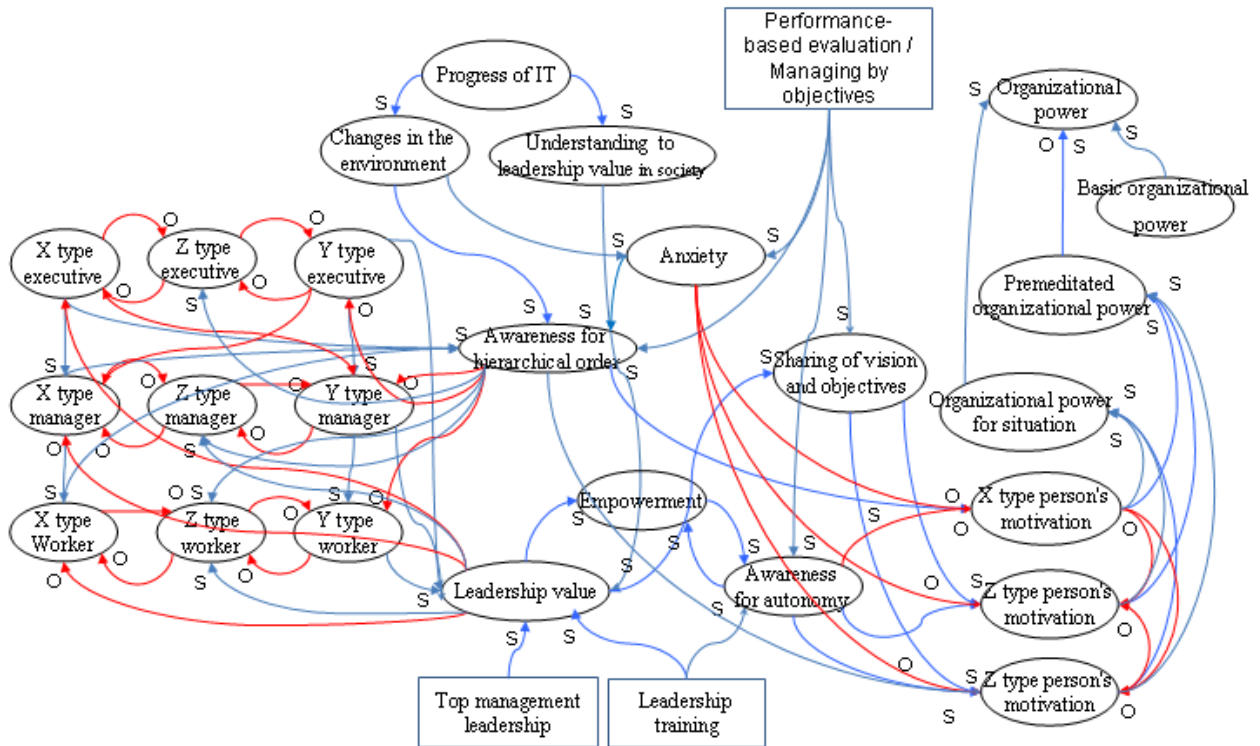 Performance-
based evaluation /
Managing by
objectives
Progress of IT
S
S
Changes in the
environment
Understanding to
leadership value in society
S
Organizational
power
S
O
S
Basic organizational
power
O
O
O
X type
executive
Z type
executive
Y type
executive
O
O
O
S
S
Anxiety
S
S
Premeditated
organizational power
S
S
S
S
S
S
Awareness for
hierarchical order
S
S
S
Sharing of vision
and objectives
S
O
O
O
X type
manager
Z type
manager
Y type
manager
Organizational power
for situation
S
S
O
O
O
S
S
O
S
S
O
X type
Worker
Z type
worker
Y type
worker
O
O
O
O
S
Empowerment
S
S
S
S
S
O
O
X type person's
motivation
O
Leadership value
S
S
Awareness
for autonomy
S
O
S
Z type person's
motivation
O
S
S
O
S
S
Z type person's
motivation
O
Top management
leadership
Leadership
training